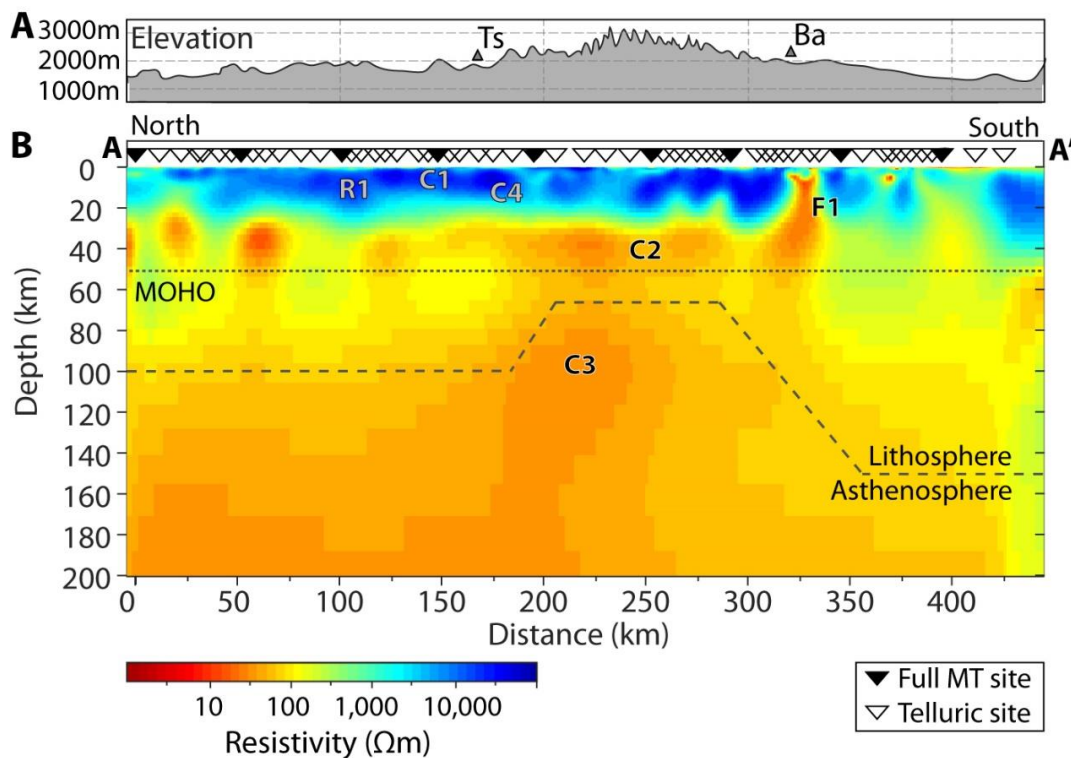 A
3000m
2000m
1000m
Elevation
Ts
Ba
B
A North South A'
0
20
40
60
80
100
120
140
160
180
200
Depth (km)
R1
C1
C4
F1
C2
MOHO
C3
Lithosphere
Asthenosphere
0 50 100 150 200 250 300 350 400
Distance (km)
10 100 1,000 10,000
Resistivity (Ωm)
Full MT site
Telluric site